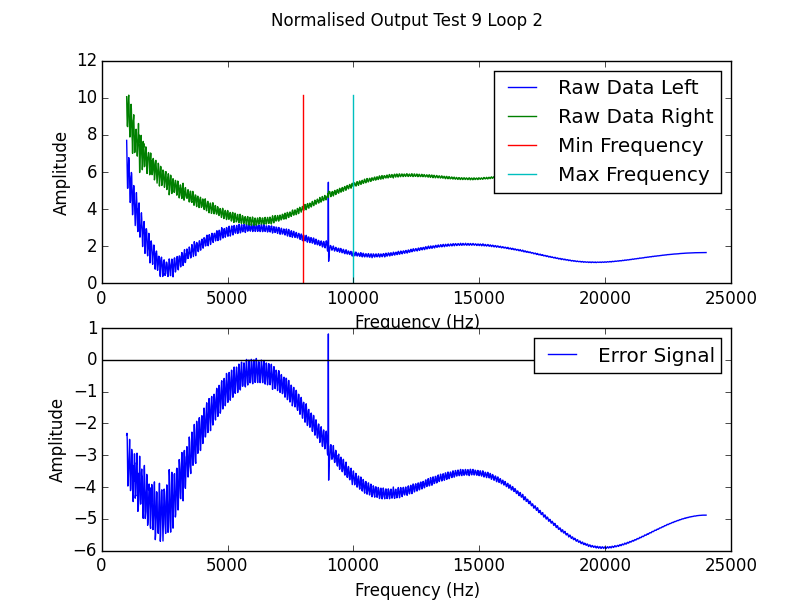 Normalised Output Test 9 Loop 2
12
10
8
6
4
2
0
Amplitude
Raw Data Left
Raw Data Right
Min Frequency
Max Frequency
0 5000 10000 15000 20000 25000
Frequency (Hz)
1
0
−1
−2
−3
−4
−5
−6
Amplitude
Error Signal
0 5000 10000 15000 20000 25000
Frequency (Hz)